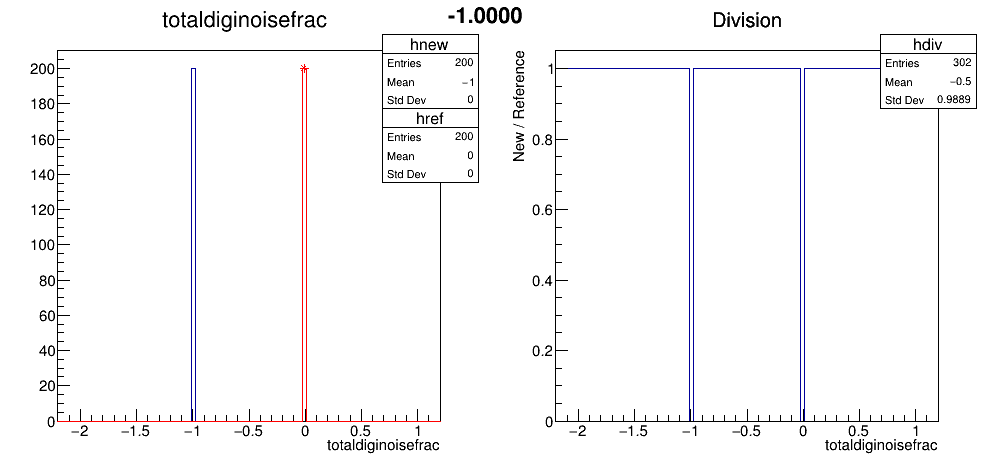 -1.0000
totaldiginoisefrac
hnew
Entries 200
Mean −1
Std Dev 0
href
Entries 200
Mean 0
Std Dev 0
200
180
160
140
120
100
80
60
40
20
0
−2 −1.5 −1 −0.5 0 0.5 1
totaldiginoisefrac
Division
hdiv
Entries 302
Mean −0.5
Std Dev 0.9889
New / Reference
1
0.8
0.6
0.4
0.2
0
−2 −1.5 −1 −0.5 0 0.5 1
totaldiginoisefrac